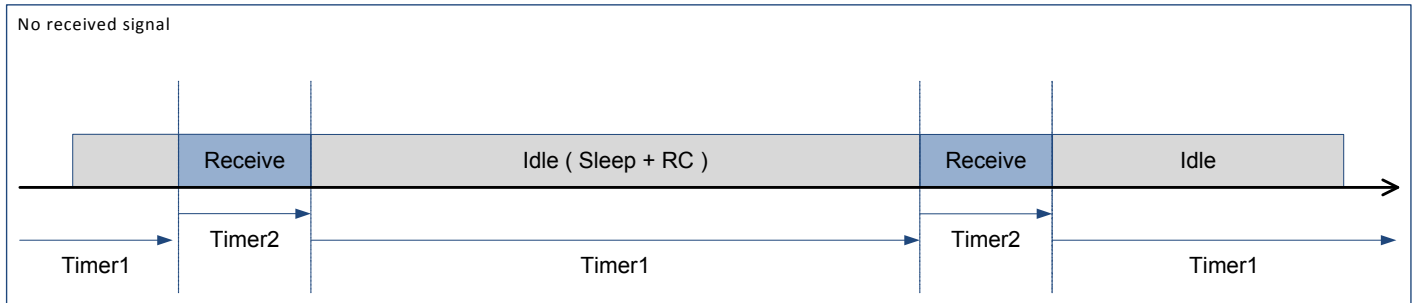 No received signal
Receive
Idle ( Sleep + RC )
Receive
Idle
Timer2
Timer2
Timer1
Timer1
Timer1